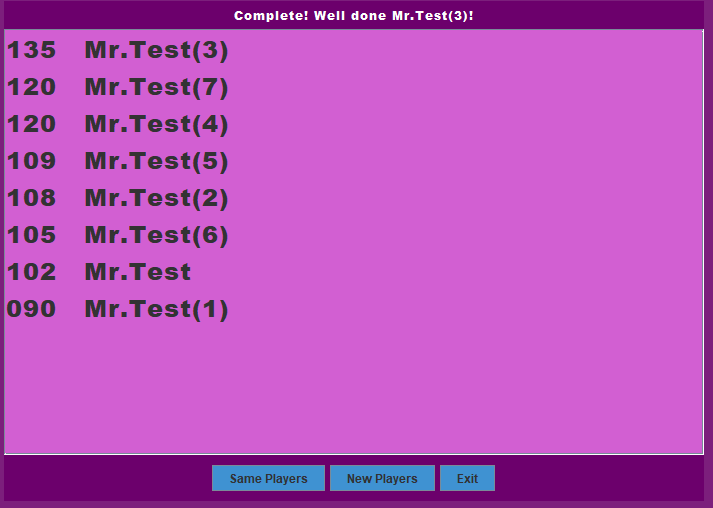 Complete! Well done Mr.Test(3)!
135 Mr.Test(3)
120 Mr.Test(7)
120 Mr.Test(4)
109 Mr.Test(5)
108 Mr.Test(2)
105 Mr.Test(6)
102 Mr.Test
090 Mr.Test(1)
Same Players New Players Exit